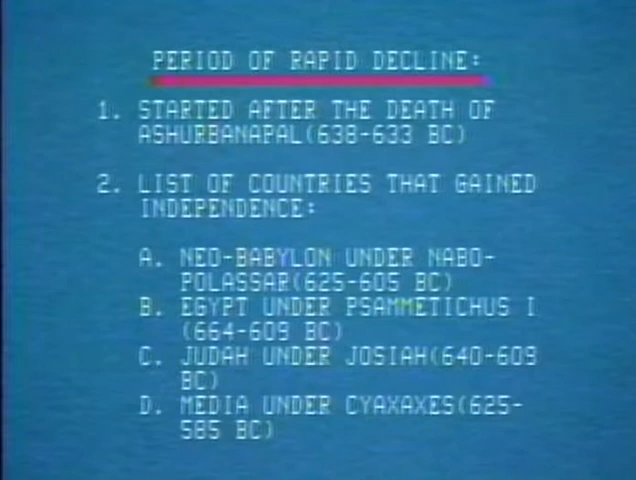 PERIOD OF RAPID DECLINE:
1. STARTED AFTER THE DEATH OF
ASHURBANAPAL(638-633 BC)
2. LIST OF COUNTRIES THAT GAINED
INDEPENDENCE:
A. NEO-BABYLON UNDER NABO-
POLASSAR(625-605 BC)
B. EGYPT UNDER PSAMMETICHUS I
(664-609 BC)
C. JUDAH UNDER JOSIAH(640-609
BC)
D. MEDIA UNDER CYAXAXES(625-
585 BC)